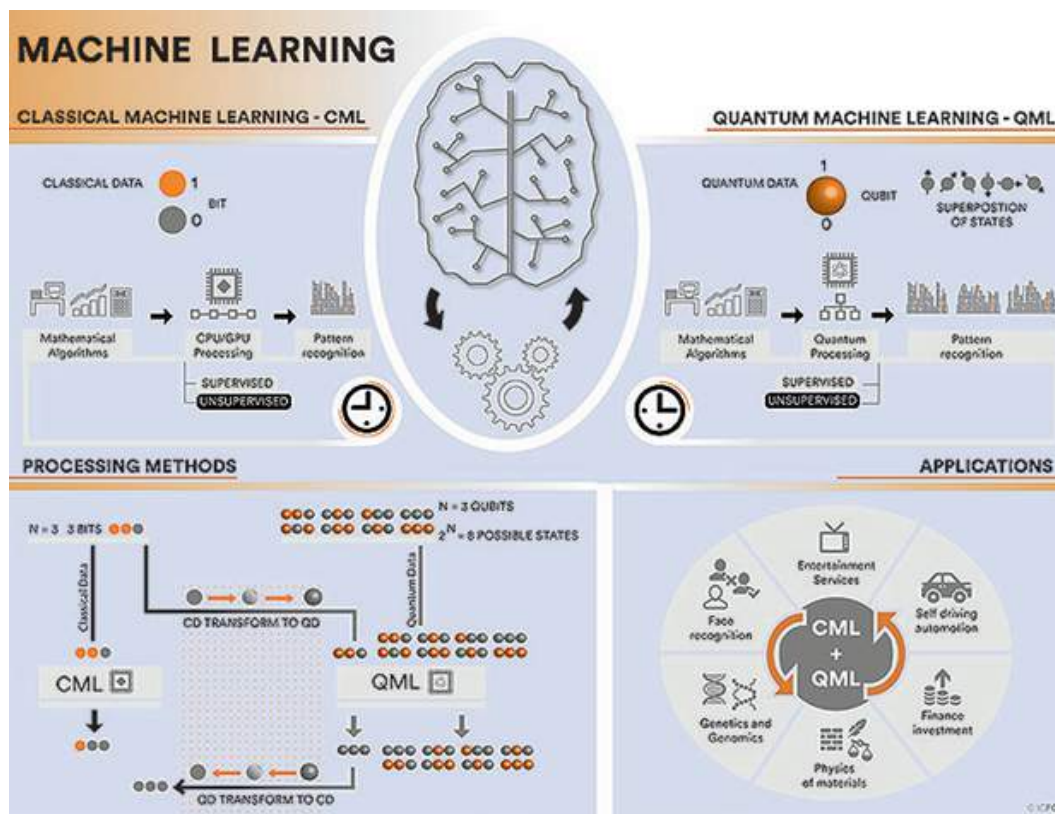 MACHINE LEARNING
CLASSICAL MACHINE LEARNING - CML
CLASSICAL DATA
1
BIT
0
Mathematical
Algorithms
CPU/GPU
Processing
Pattern
recognition
SUPERVISED
UNSUPERVISED
QUANTUM MACHINE LEARNING - QML
QUANTUM DATA
1
QUBIT
0
SUPERPOSTION
OF STATES
Mathematical
Algorithms
Quantum
Processing
Pattern
recognition
SUPERVISED
UNSUPERVISED
PROCESSING METHODS
N = 3 3 BITS
N = 3 QUBITS
2^N = 8 POSSIBLE STATES
Classical Data
Quantum Data
CD TRANSFORM TO QD
CML
QML
QD TRANSFORM TO CD
APPLICATIONS
Entertainment
Services
Face
recognition
Self driving
automation
CML
+
QML
Genetics and
Genomics
Finance
investment
Physics
of materials